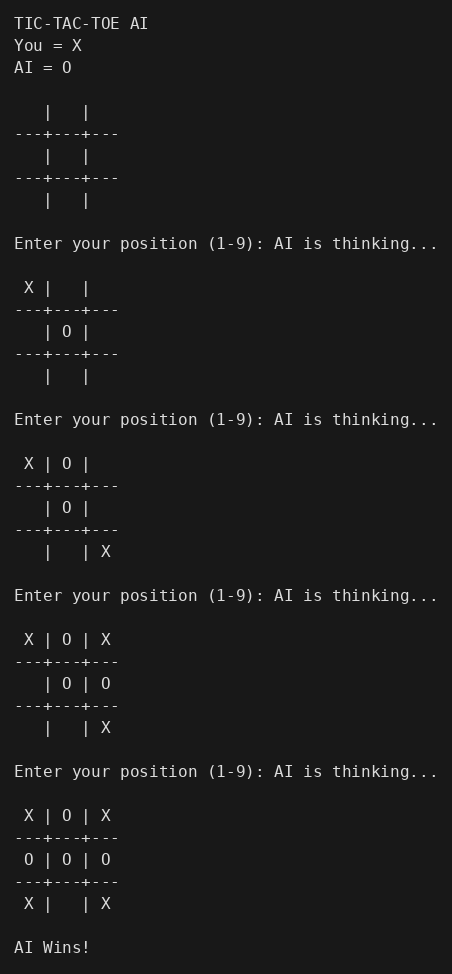 TIC-TAC-TOE AI
You = X
AI = O

   |   |
---+---+---
   |   |
---+---+---
   |   |

Enter your position (1-9): AI is thinking...

 X |   |
---+---+---
   | O |
---+---+---
   |   |

Enter your position (1-9): AI is thinking...

 X | O |
---+---+---
   | O |
---+---+---
   |   | X

Enter your position (1-9): AI is thinking...

 X | O | X
---+---+---
   | O | O
---+---+---
   |   | X

Enter your position (1-9): AI is thinking...

 X | O | X
---+---+---
 O | O | O
---+---+---
 X |   | X

AI Wins!